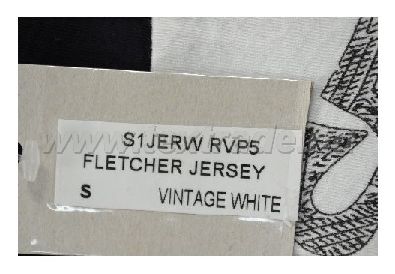 S1JERW RVP5
FLETCHER JERSEY
S VINTAGE WHITE